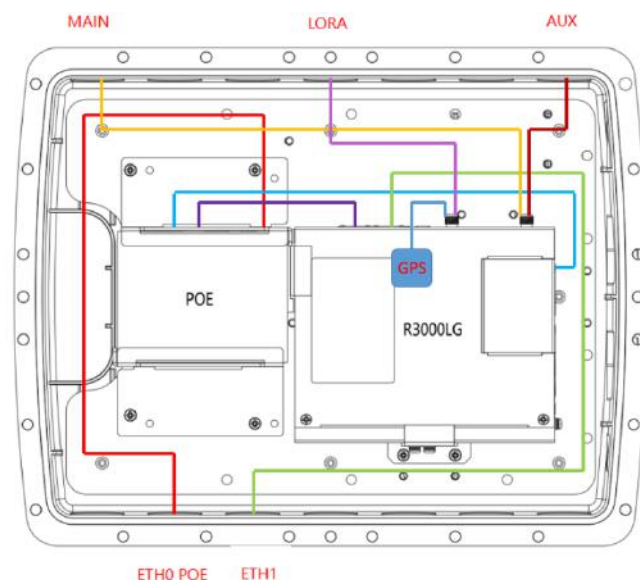 MAIN
LORA
AUX
GPS
POE
R3000LG
ETH0 POE
ETH1